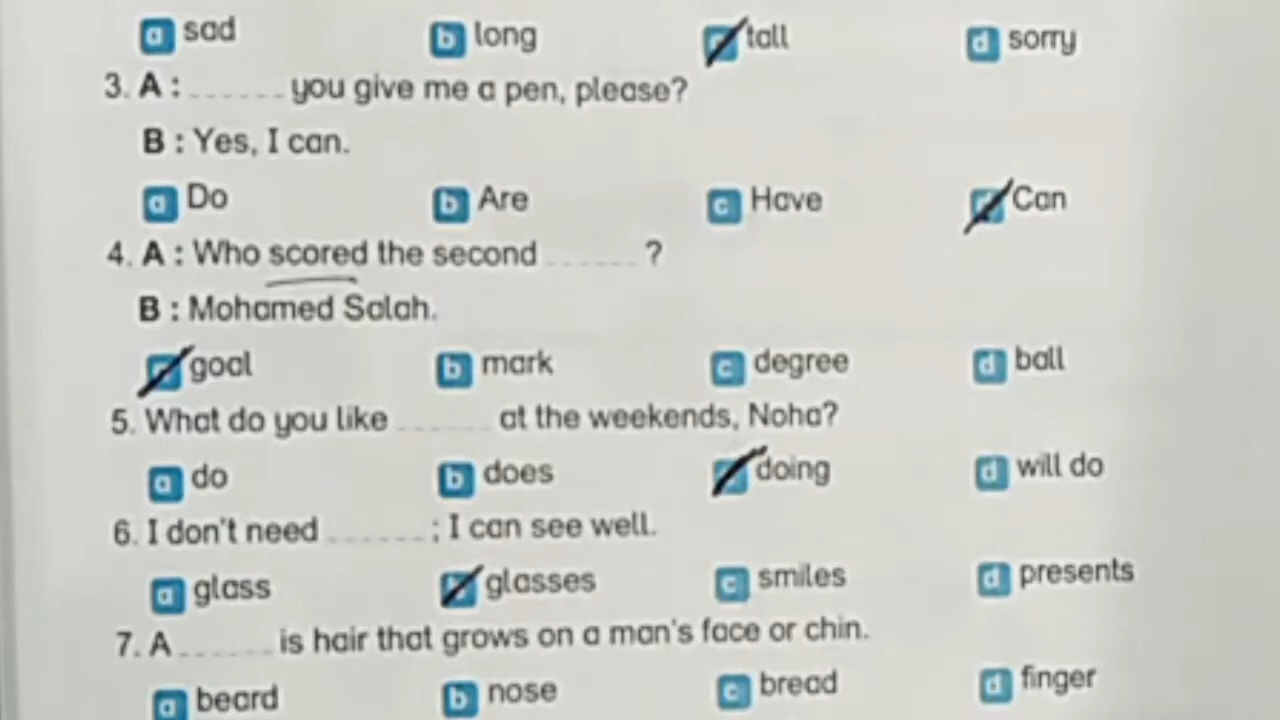 a sad b long c tall d sorry
3. A : ...... you give me a pen, please?
B : Yes, I can.
a Do b Are c Have d Can
4. A : Who scored the second ...... ?
B : Mohamed Salah.
a goal b mark c degree d ball
5. What do you like ...... at the weekends, Noha?
a do b does c doing d will do
6. I don't need ...... ; I can see well.
a glass b glasses c smiles d presents
7. A ...... is hair that grows on a man's face or chin.
a beard b nose c bread d finger